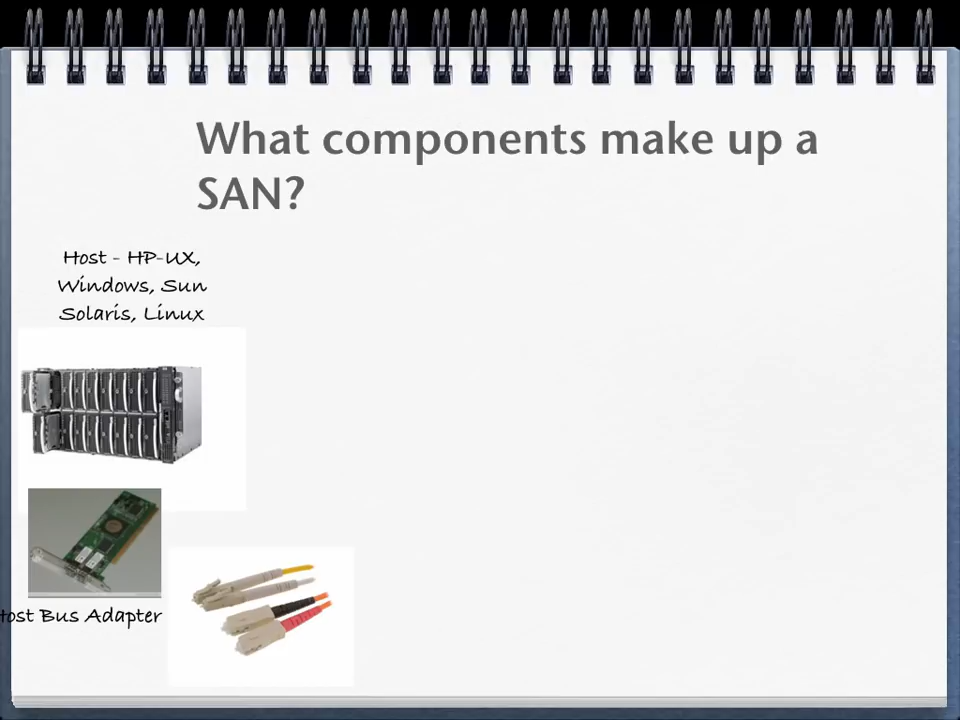 What components make up a
SAN?
Host - HP-UX,
Windows, Sun
Solaris, Linux
ost Bus Adapter